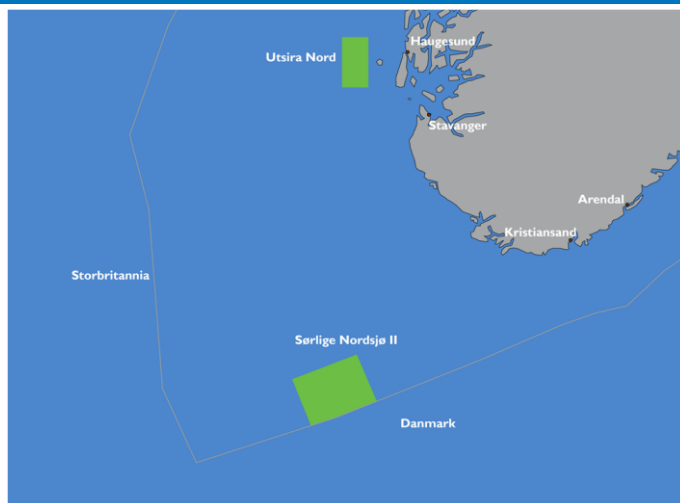 Haugesund
Utsira Nord
Stavanger
Arendal
Kristiansand
Storbritannia
Sørlige Nordsjø II
Danmark